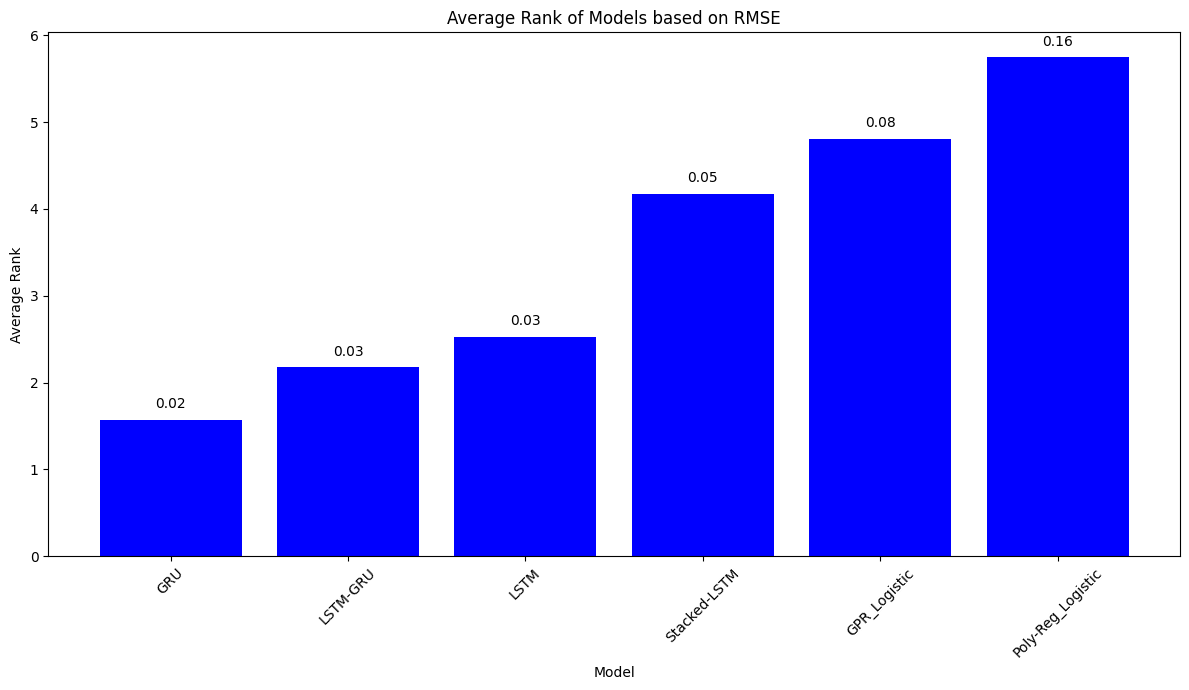 Average Rank of Models based on RMSE
Average Rank
6
5
4
3
2
1
0
0.02
0.03
0.03
0.05
0.08
0.16
GRU
LSTM-GRU
LSTM
Stacked-LSTM
GPR_Logistic
Poly-Reg_Logistic
Model